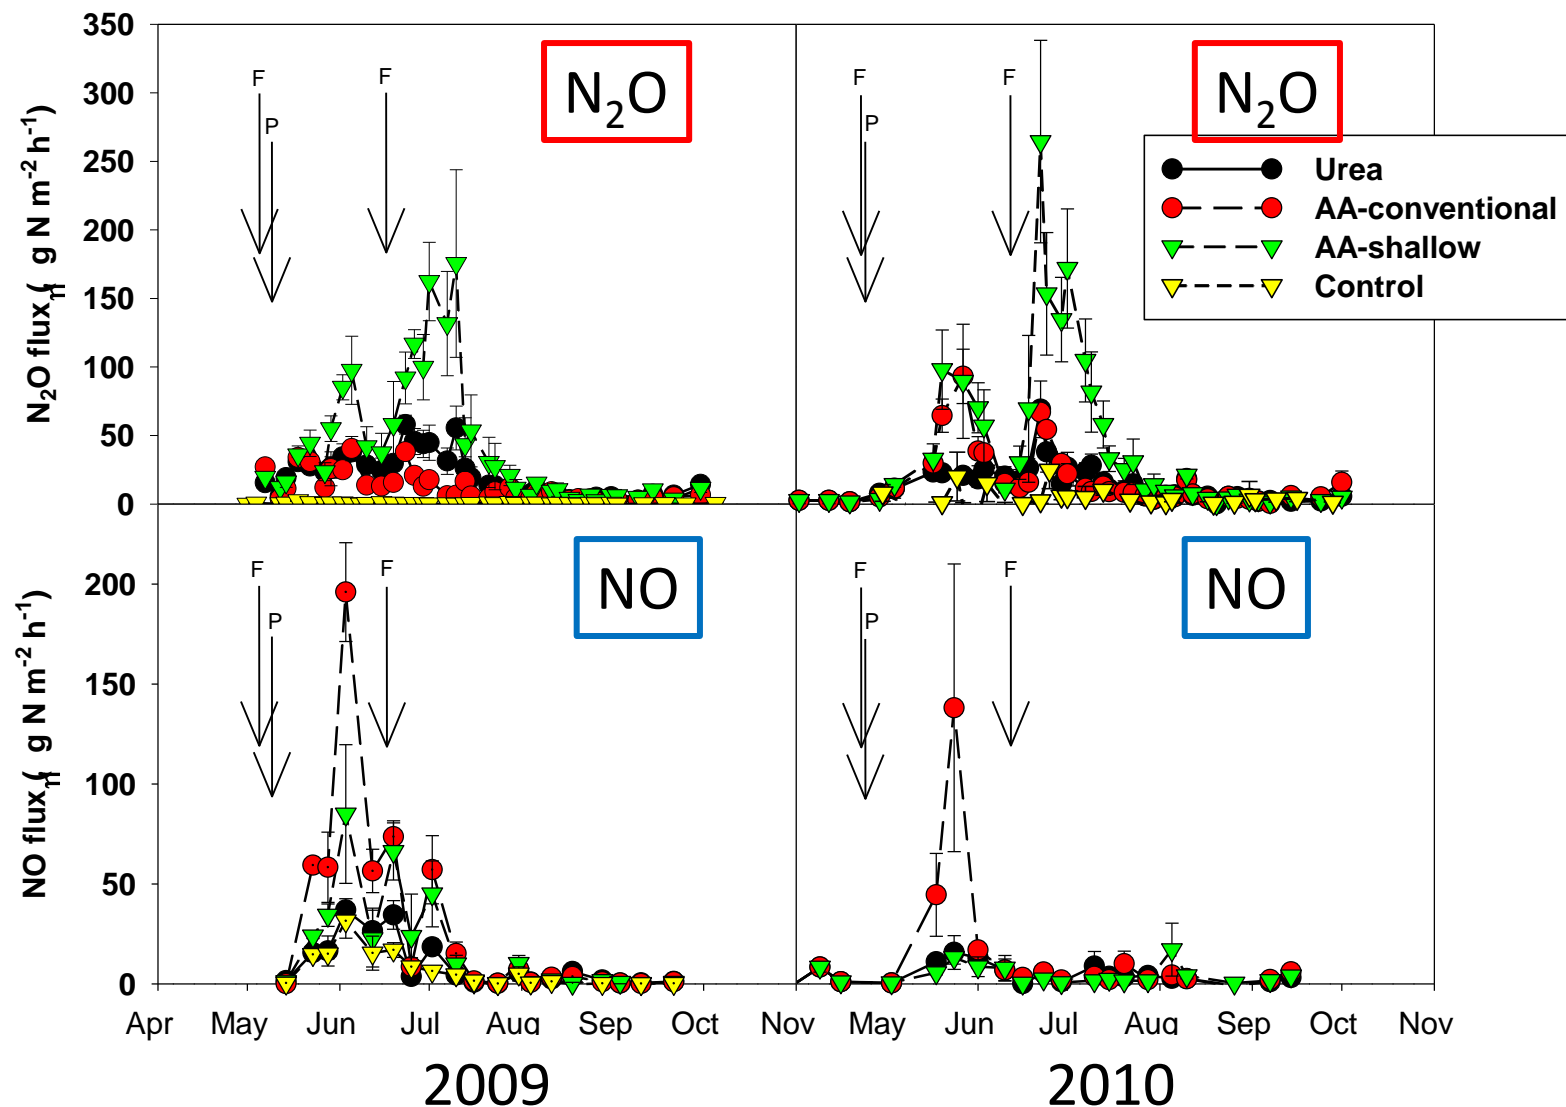 350
300
250
200
150
100
50
0
N₂O flux ( g N m⁻² h⁻¹)
F
P
F
N₂O
F
P
F
N₂O
Urea
AA-conventional
AA-shallow
Control
200
150
100
50
0
NO flux ( g N m⁻² h⁻¹)
F
P
F
NO
F
P
F
NO
Apr May Jun Jul Aug Sep Oct Nov May Jun Jul Aug Sep Oct Nov
2009 2010